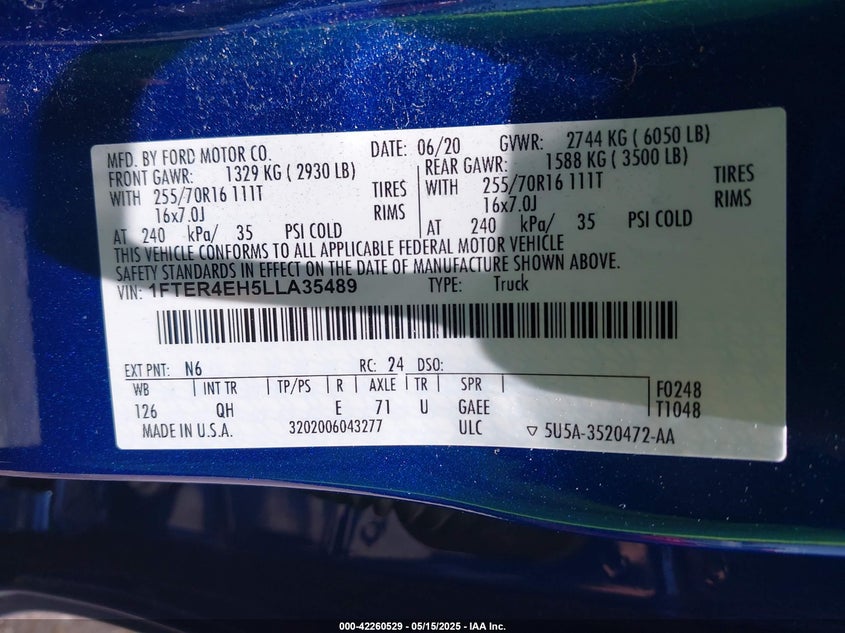 MFD. BY FORD MOTOR CO. DATE: 06/20 GVWR: 2744 KG ( 6050 LB)
FRONT GAWR: 1329 KG ( 2930 LB) REAR GAWR: 1588 KG ( 3500 LB)
WITH 255/70R16 111T TIRES WITH 255/70R16 111T TIRES
16x7.0J RIMS 16x7.0J RIMS
AT 240 kPa/ 35 PSI COLD AT 240 kPa/ 35 PSI COLD
THIS VEHICLE CONFORMS TO ALL APPLICABLE FEDERAL MOTOR VEHICLE
SAFETY STANDARDS IN EFFECT ON THE DATE OF MANUFACTURE SHOWN ABOVE.
VIN: 1FTER4EH5LLA35489 TYPE: Truck
EXT PNT: N6 RC: 24 DSO:
WB INT TR TP/PS R AXLE TR SPR F0248
126 QH E 71 U GAEE T1048
MADE IN U.S.A. 3202006043277 ULC ▽ 5U5A-3520472-AA
000-42260529 - 05/15/2025 - IAA Inc.